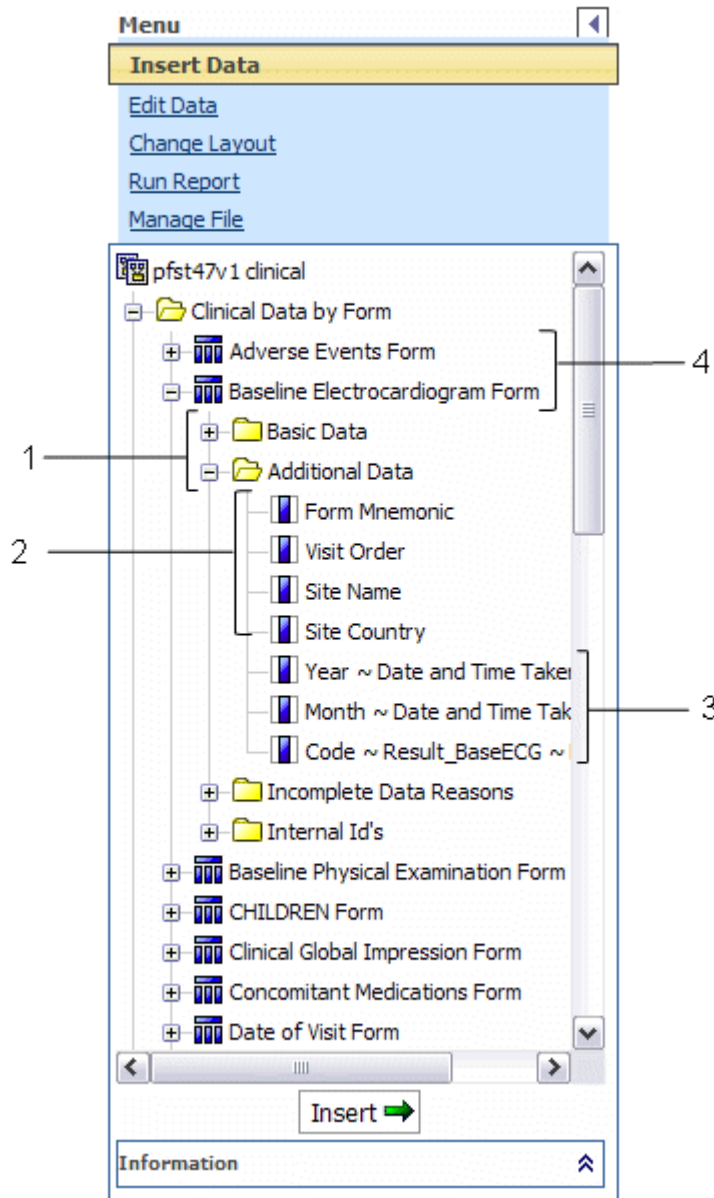 Menu
Insert Data
Edit Data
Change Layout
Run Report
Manage File
pfst47v1 clinical
Clinical Data by Form
Adverse Events Form
4
Baseline Electrocardiogram Form
1
Basic Data
Additional Data
2
Form Mnemonic
Visit Order
Site Name
Site Country
Year ~ Date and Time Taken
3
Month ~ Date and Time Tak
Code ~ Result_BaseECG ~
Incomplete Data Reasons
Internal Id's
Baseline Physical Examination Form
CHILDREN Form
Clinical Global Impression Form
Concomitant Medications Form
Date of Visit Form
Insert
Information